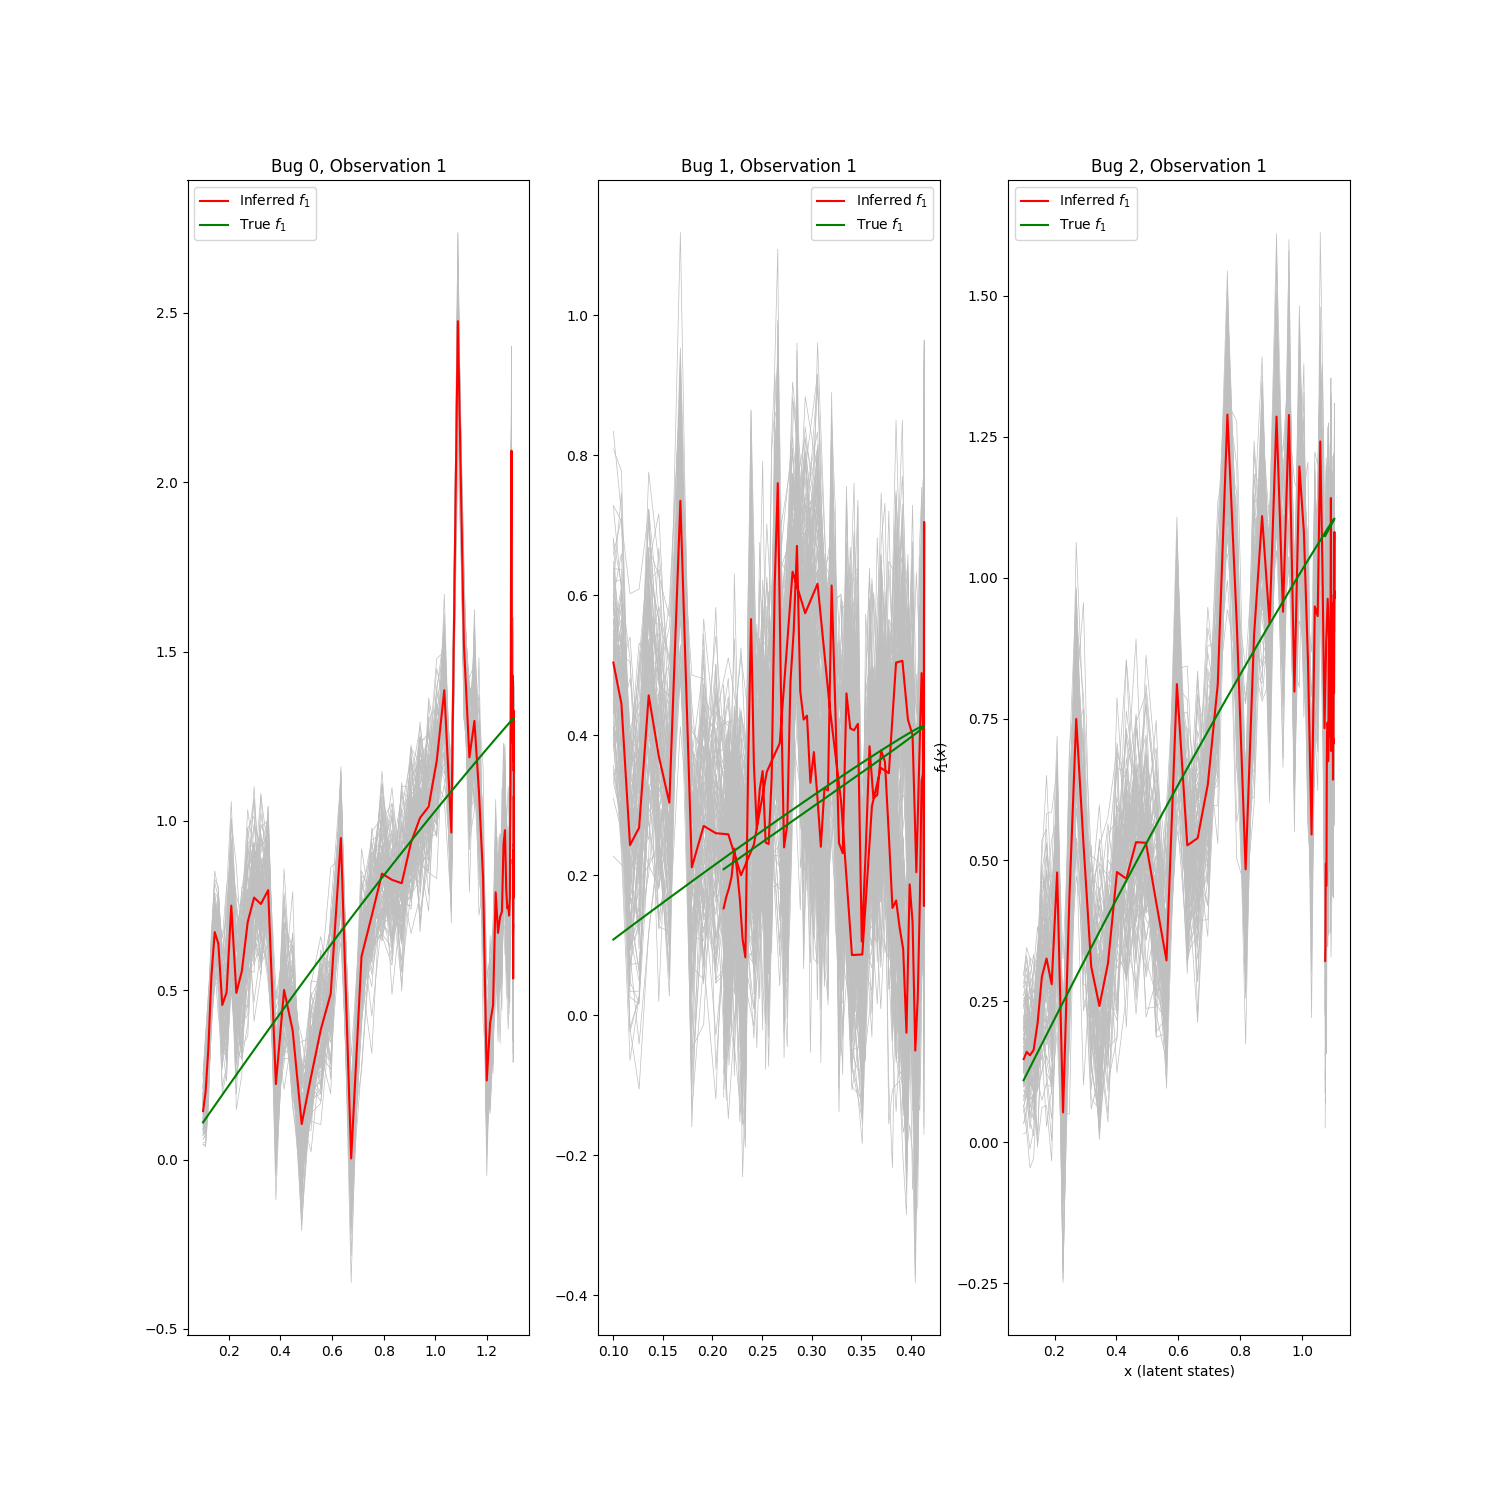 Bug 0, Observation 1
Inferred f₁
True f₁
2.5
2.0
1.5
1.0
0.5
0.0
−0.5
0.2 0.4 0.6 0.8 1.0 1.2
Bug 1, Observation 1
Inferred f₁
True f₁
1.0
0.8
0.6
0.4
0.2
0.0
−0.2
−0.4
0.10 0.15 0.20 0.25 0.30 0.35 0.40
Bug 2, Observation 1
Inferred f₁
True f₁
f₁(x)
1.50
1.25
1.00
0.75
0.50
0.25
0.00
−0.25
0.2 0.4 0.6 0.8 1.0
x (latent states)